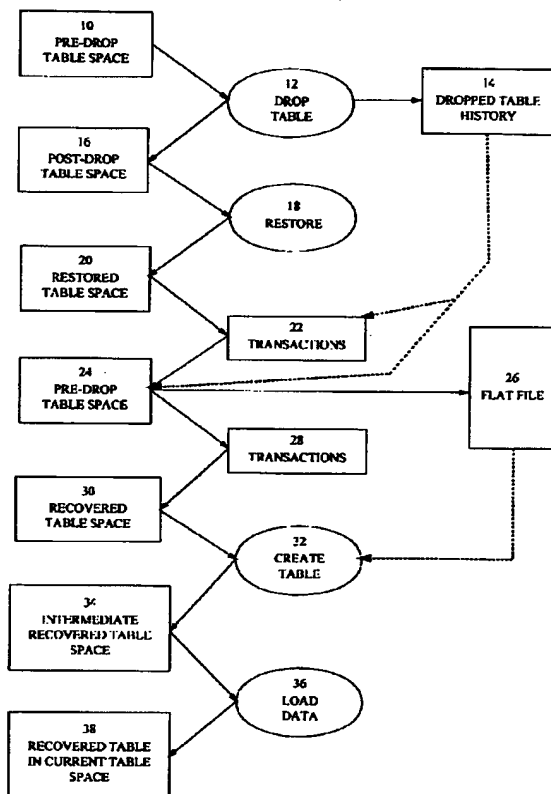 10
PRE-DROP
TABLE SPACE
12
DROP
TABLE
14
DROPPED TABLE
HISTORY
16
POST-DROP
TABLE SPACE
18
RESTORE
20
RESTORED
TABLE SPACE
22
TRANSACTIONS
24
PRE-DROP
TABLE SPACE
26
FLAT FILE
28
TRANSACTIONS
30
RECOVERED
TABLE SPACE
32
CREATE
TABLE
34
INTERMEDIATE
RECOVERED TABLE
SPACE
36
LOAD
DATA
38
RECOVERED TABLE
IN CURRENT TABLE
SPACE